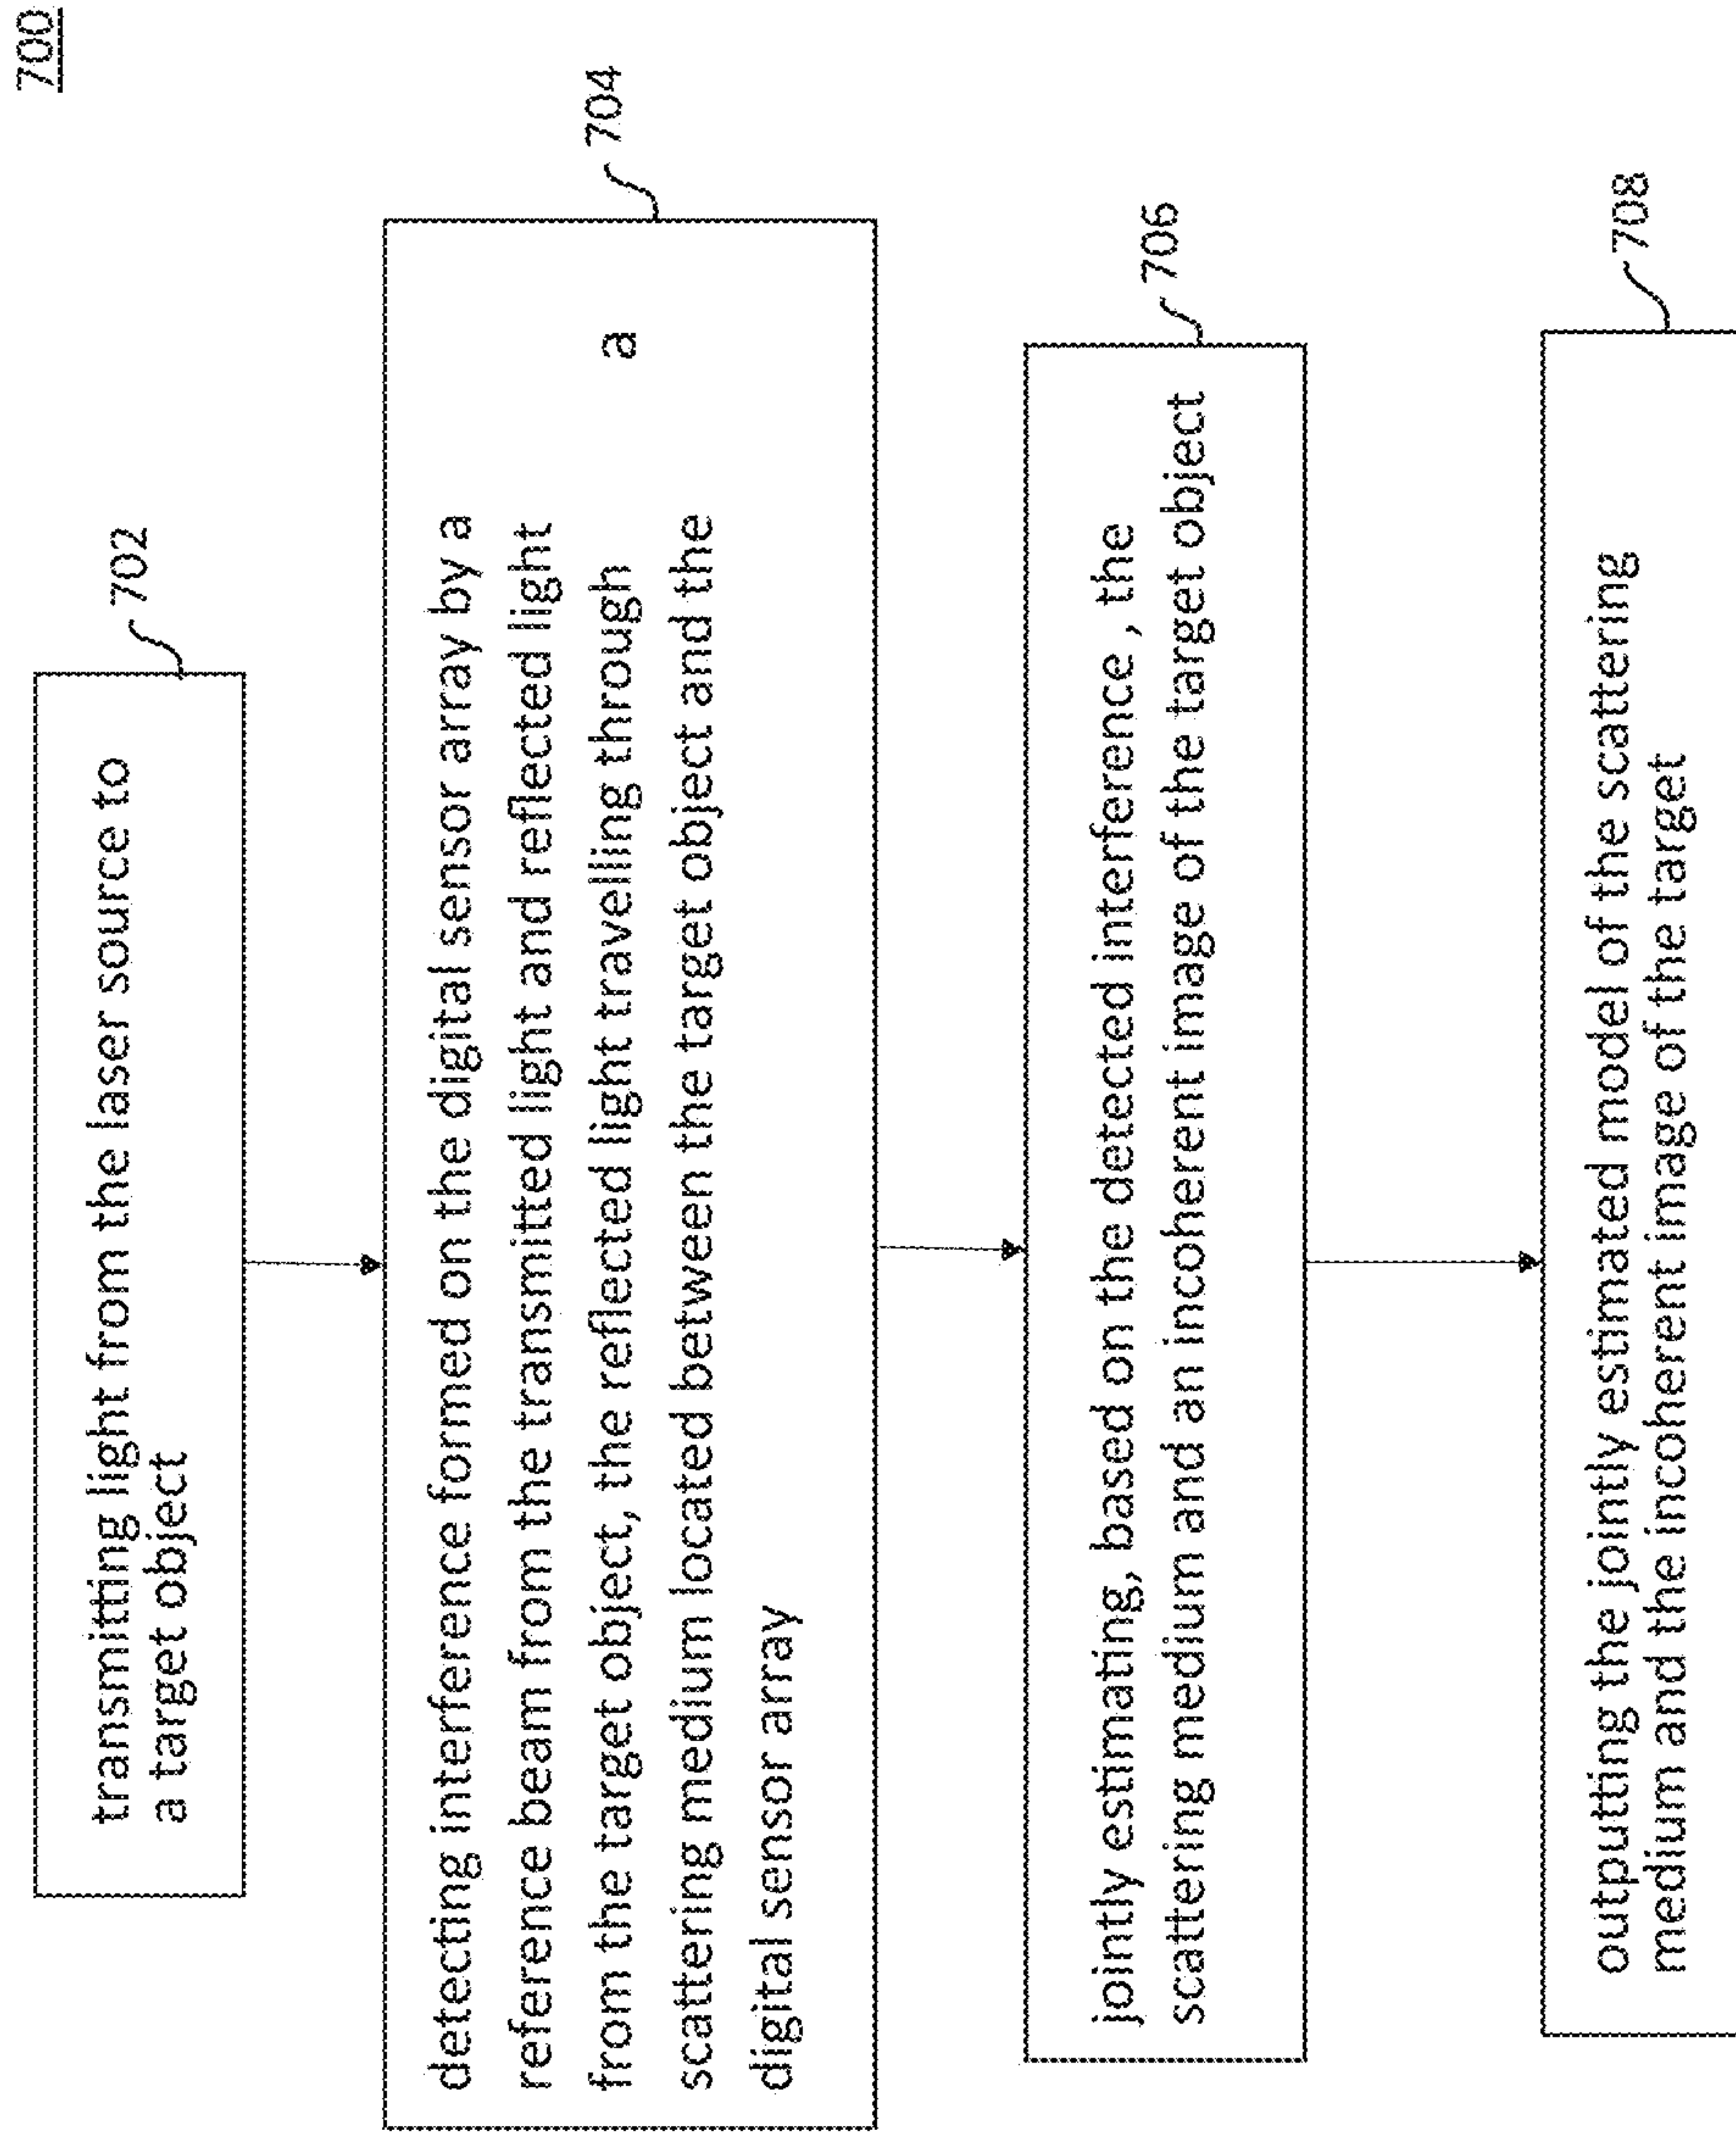 700
702
transmitting light from the laser source to
a target object
704
detecting interference formed on the digital sensor array by a
reference beam from the transmitted light and reflected light
from the target object, the reflected light travelling through a
scattering medium located between the target object and the
digital sensor array
706
jointly estimating, based on the detected interference , the
scattering medium and an incoherent image of the target object
708
outputting the jointly estimated model of the scattering
medium and the incoherent image of the target